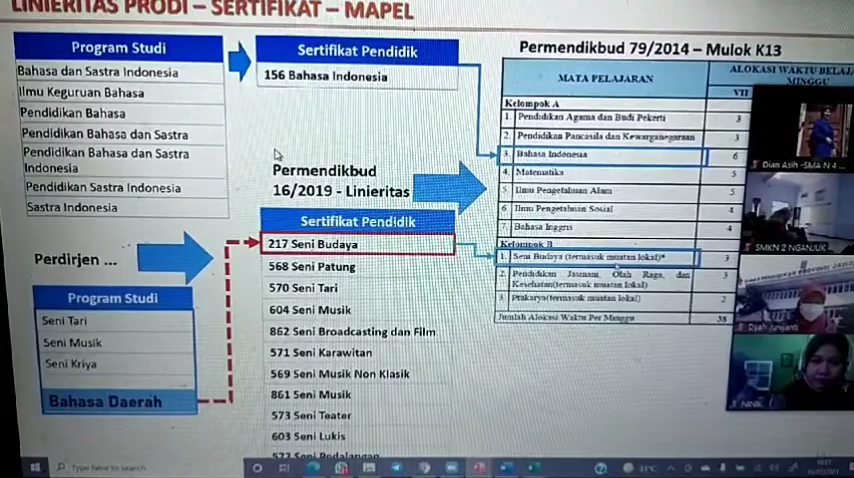 LINIERITAS PRODI – SERTIFIKAT – MAPEL
Program Studi
Bahasa dan Sastra Indonesia
Ilmu Keguruan Bahasa
Pendidikan Bahasa
Pendidikan Bahasa dan Sastra
Pendidikan Bahasa dan Sastra
Indonesia
Pendidikan Sastra Indonesia
Sastra Indonesia
Perdirjen ...
Program Studi
Seni Tari
Seni Musik
Seni Kriya
Bahasa Daerah
Sertifikat Pendidik
156 Bahasa Indonesia
Permendikbud
16/2019 - Linieritas
Sertifikat Pendidik
217 Seni Budaya
568 Seni Patung
570 Seni Tari
604 Seni Musik
862 Seni Broadcasting dan Film
571 Seni Karawitan
569 Seni Musik Non Klasik
861 Seni Musik
573 Seni Teater
603 Seni Lukis
572 Seni Pedalangan
Permendikbud 79/2014 – Mulok K13
MATA PELAJARAN
ALOKASI WAKTU
MINGGU
VII
Kelompok A
1. Pendidikan Agama dan Budi Pekerti 3
2. Pendidikan Pancasila dan Kewarganegaraan 3
3. Bahasa Indonesia 6
4. Matematika 5
5. Ilmu Pengetahuan Alam 5
6. Ilmu Pengetahuan Sosial 4
7. Bahasa Inggris 4
Kelompok B
1. Seni Budaya (termasuk muatan lokal)* 3
2. Pendidikan Jasmani, Olah Raga, dan 3
Kesehatan(termasuk muatan lokal)
3. Prakarya(termasuk muatan lokal) 2
Jumlah Alokasi Waktu Per Minggu 38
Dian Asih -SMA N 4 ...
SMKN 2 NGANJUK
Dyah Junijanti
NINIK
Type here to search
31°C